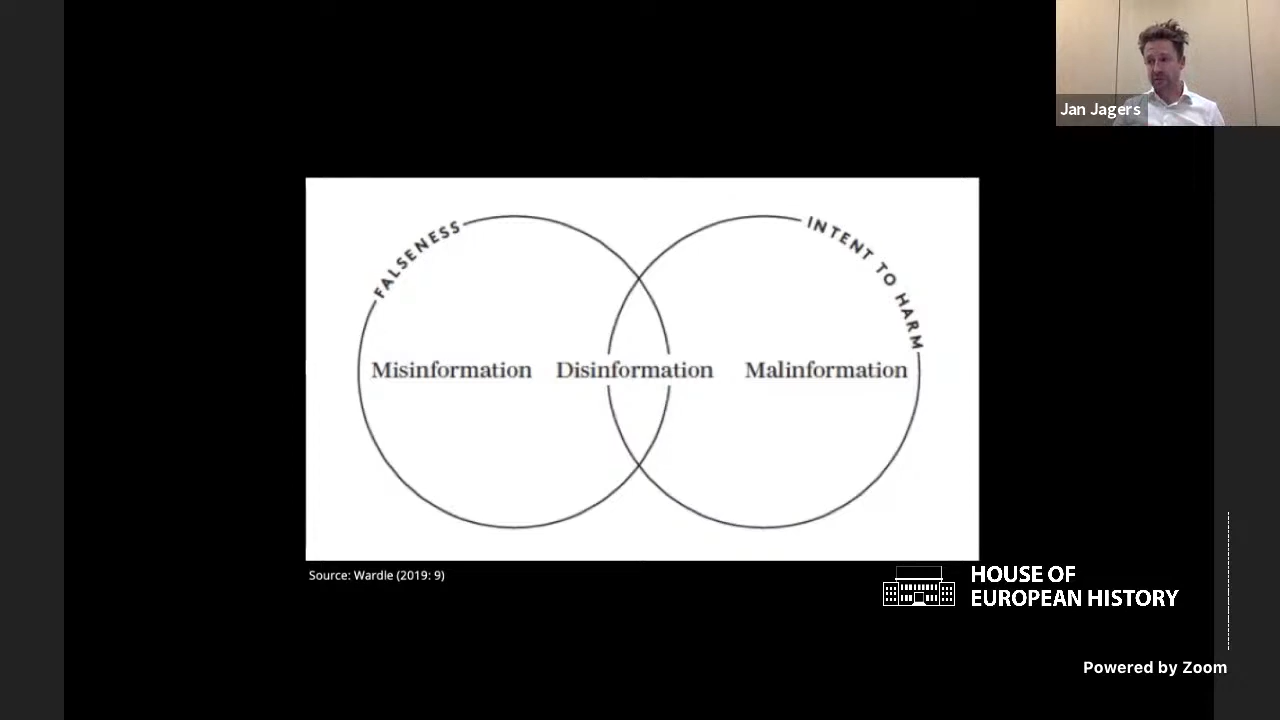 Jan Jagers
FALSENESS
INTENT TO HARM
Misinformation Disinformation Malinformation
Source: Wardle (2019: 9)
HOUSE OF
EUROPEAN HISTORY
Powered by Zoom